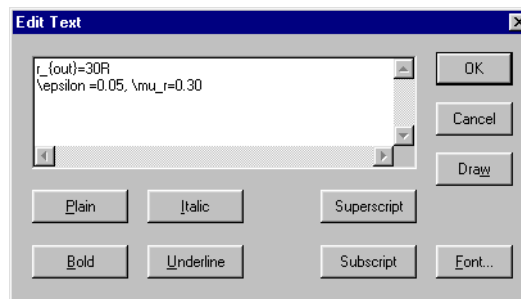 Edit Text
r_{out}=30R
\epsilon =0.05, \mu_r=0.30
OK
Cancel
Draw
Plain
Italic
Superscript
Bold
Underline
Subscript
Font...